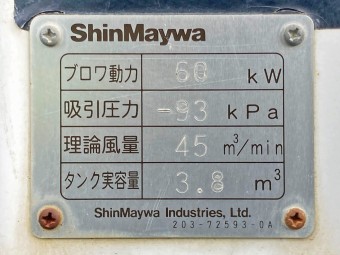 ShinMaywa
ブロワ動力 60 kW
吸引圧力 -93 kPa
理論風量 45 m³/min
タンク実容量 3.8 m³
ShinMaywa Industries, Ltd.
203-72593-0A